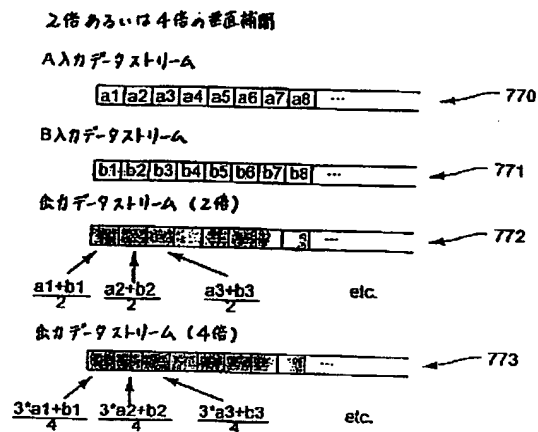 2倍あるいは4倍の垂直補間
A入力データストリーム
a1 a2 a3 a4 a5 a6 a7 a8 ...
770
B入力データストリーム
b1 b2 b3 b4 b5 b6 b7 b8 ...
771
出力データストリーム (2倍)
...
772
a1+b1
2
a2+b2
2
a3+b3
2
etc.
出力データストリーム (4倍)
...
773
3*a1+b1
4
3*a2+b2
4
3*a3+b3
4
etc.